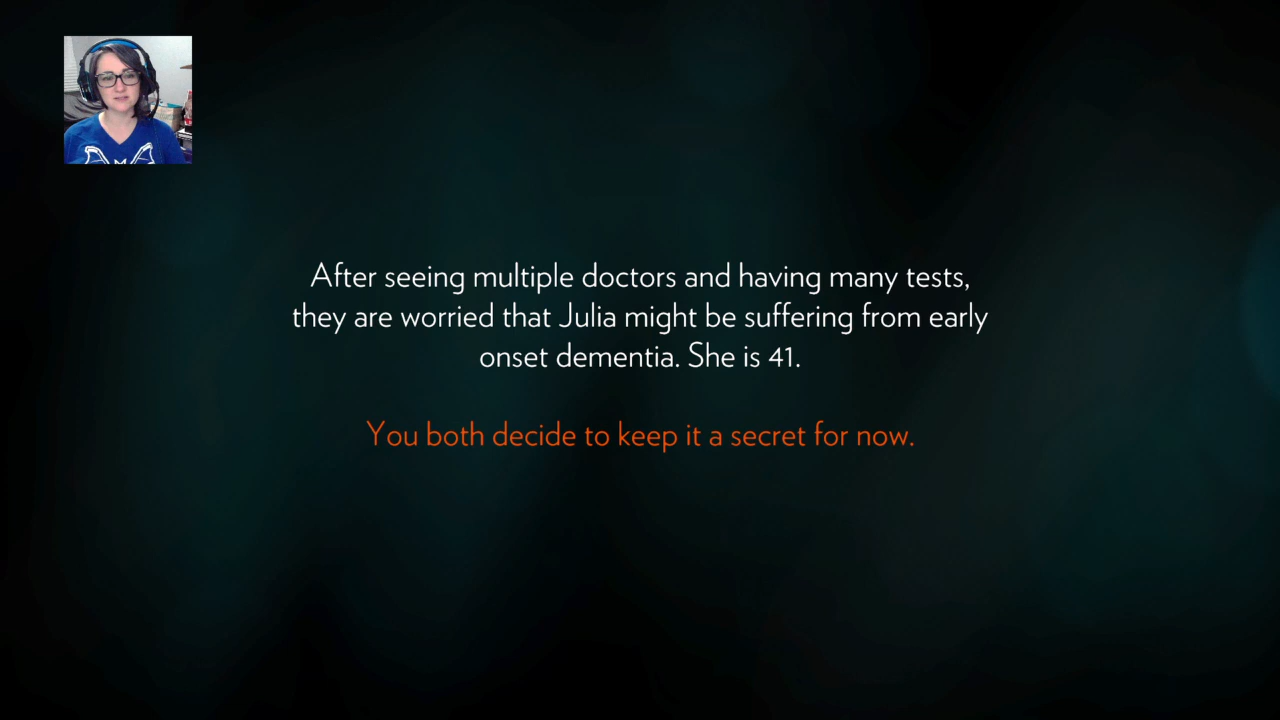 After seeing multiple doctors and having many tests,
they are worried that Julia might be suffering from early
onset dementia. She is 41.
You both decide to keep it a secret for now.